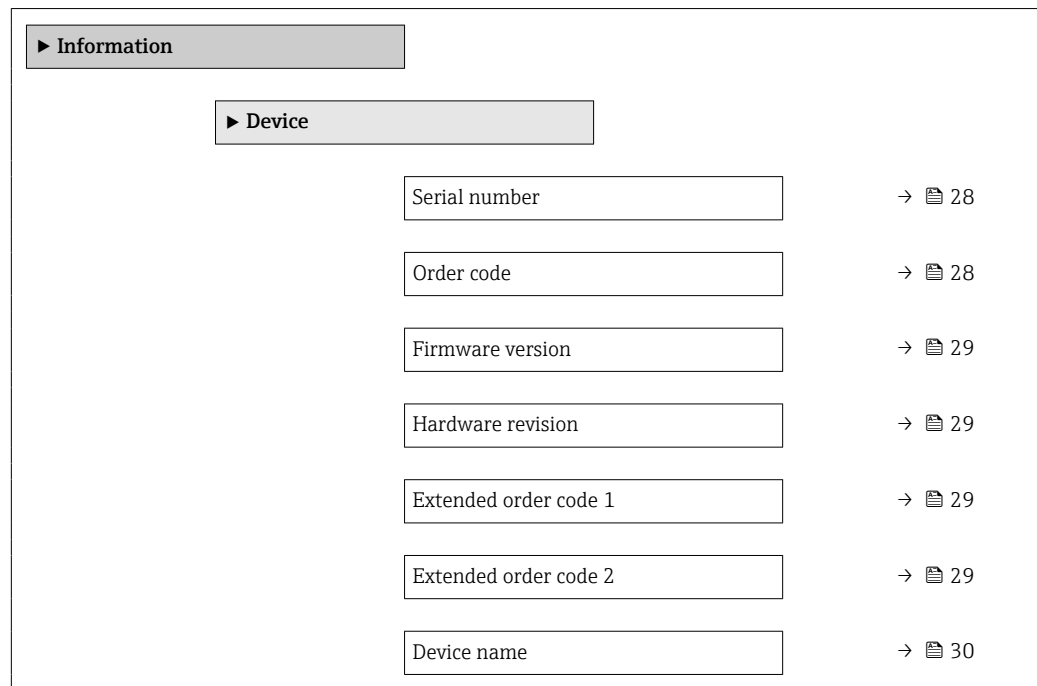 ▶ Information
▶ Device
Serial number → 28
Order code → 28
Firmware version → 29
Hardware revision → 29
Extended order code 1 → 29
Extended order code 2 → 29
Device name → 30